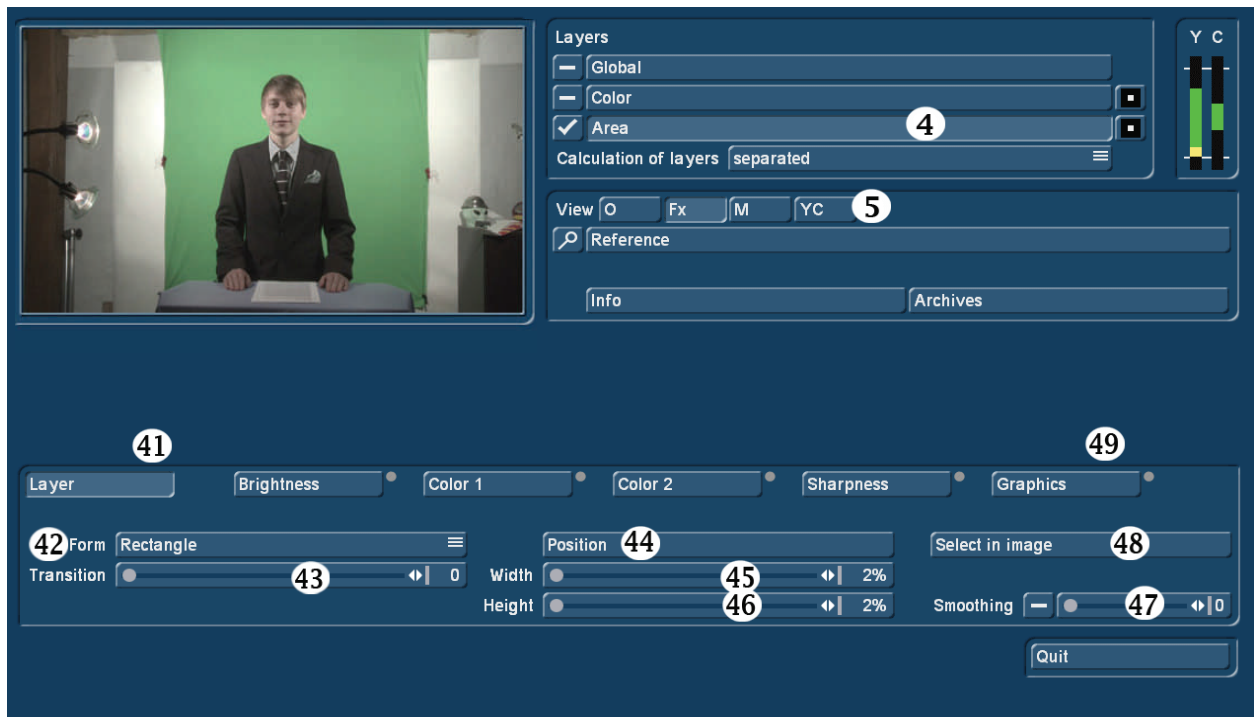 Layers
Y C
Global
Color
Area 4
Calculation of layers separated
View O Fx M YC 5
Reference
Info Archives
41 49
Layer Brightness Color 1 Color 2 Sharpness Graphics
42 Form Rectangle Position 44 Select in image 48
Transition 43 0 Width 45 2%
Height 46 2% Smoothing 47 0
Quit